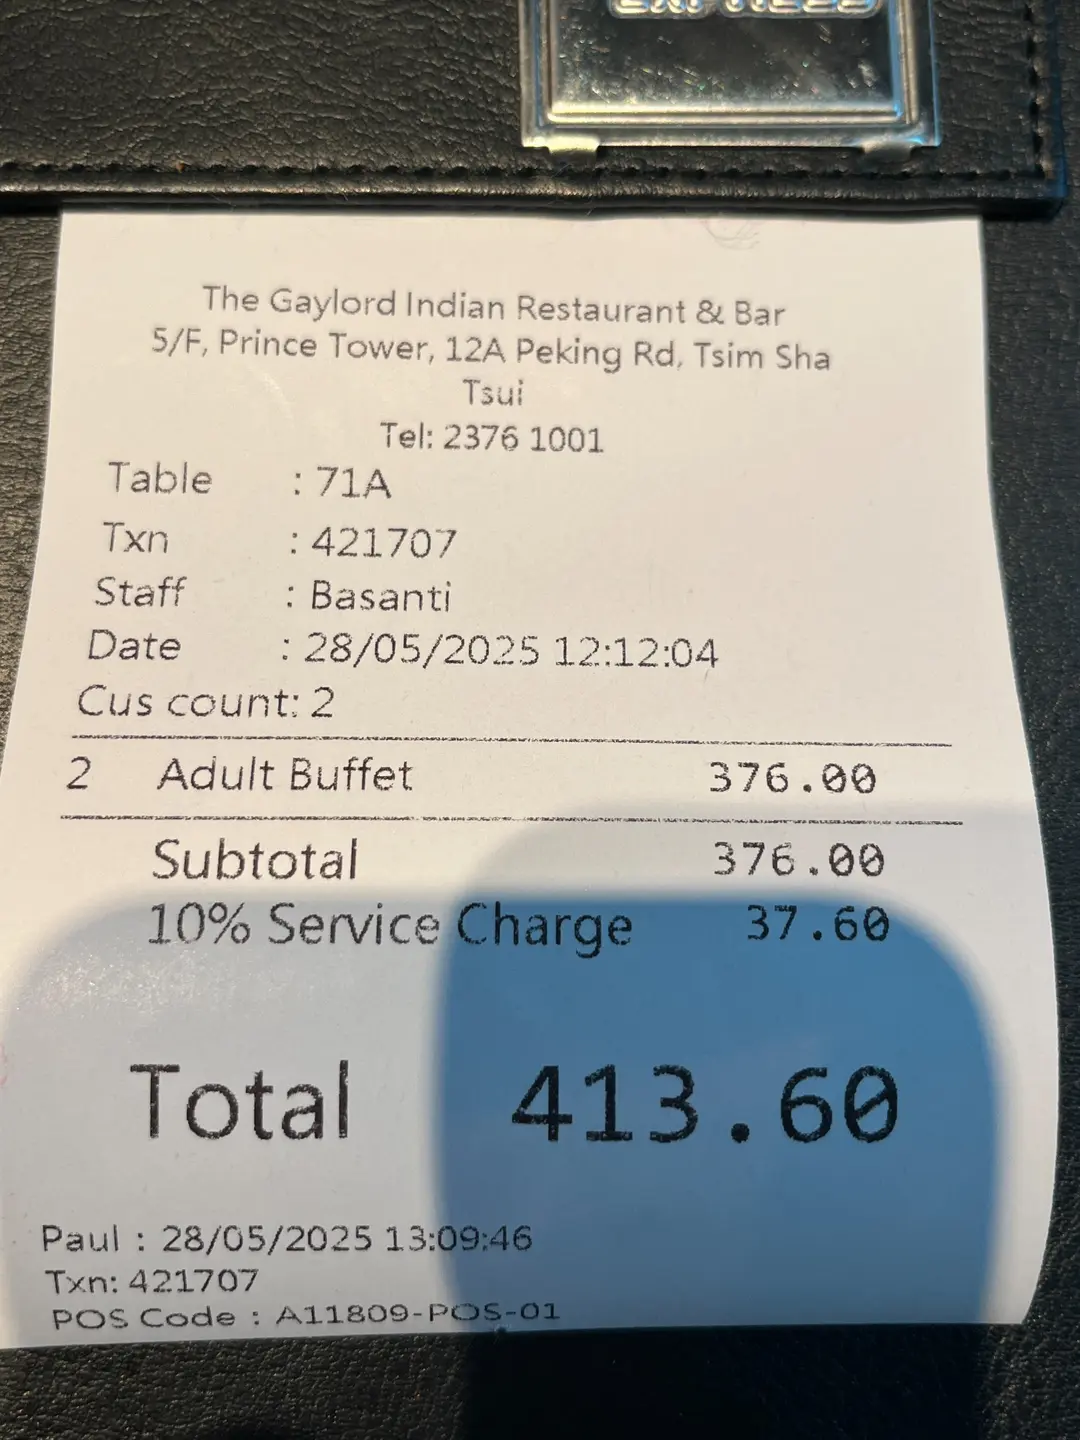 EXPRESS
The Gaylord Indian Restaurant & Bar
5/F, Prince Tower, 12A Peking Rd, Tsim Sha
Tsui
Tel: 2376 1001
Table : 71A
Txn : 421707
Staff : Basanti
Date : 28/05/2025 12:12:04
Cus count: 2
2 Adult Buffet 376.00
Subtotal 376.00
10% Service Charge 37.60
Total 413.60
Paul : 28/05/2025 13:09:46
Txn: 421707
POS Code : A11809-POS-01